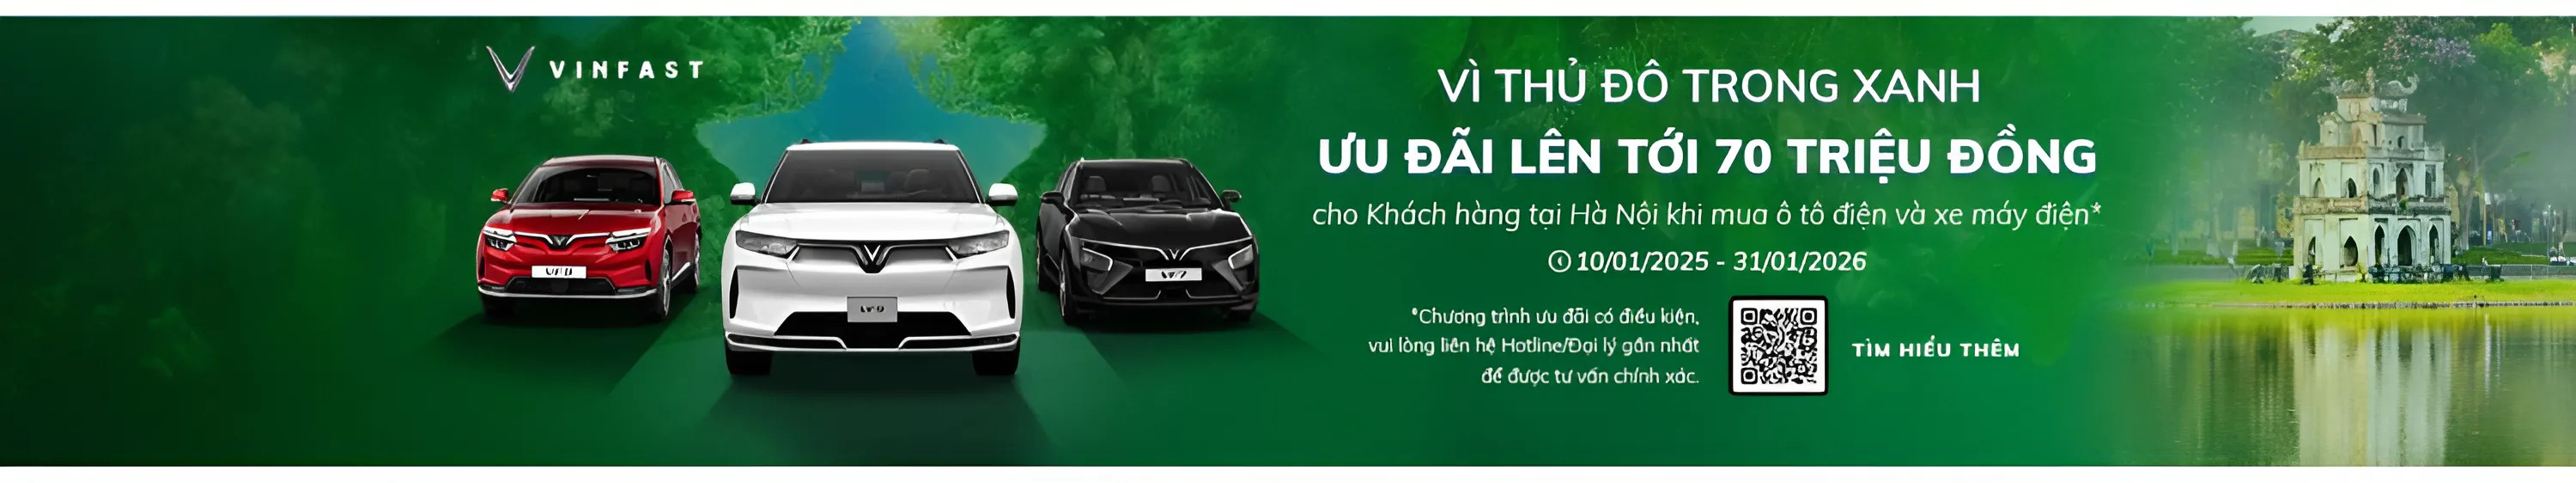 VINFAST
VÌ THỦ ĐÔ TRONG XANH
ƯU ĐÃI LÊN TỚI 70 TRIỆU ĐỒNG
cho Khách hàng tại Hà Nội khi mua ô tô điện và xe máy điện*
10/01/2025 - 31/01/2026
*Chương trình ưu đãi có điều kiện,
vui lòng liên hệ Hotline/Đại lý gần nhất
để được tư vấn chính xác.
TÌM HIỂU THÊM